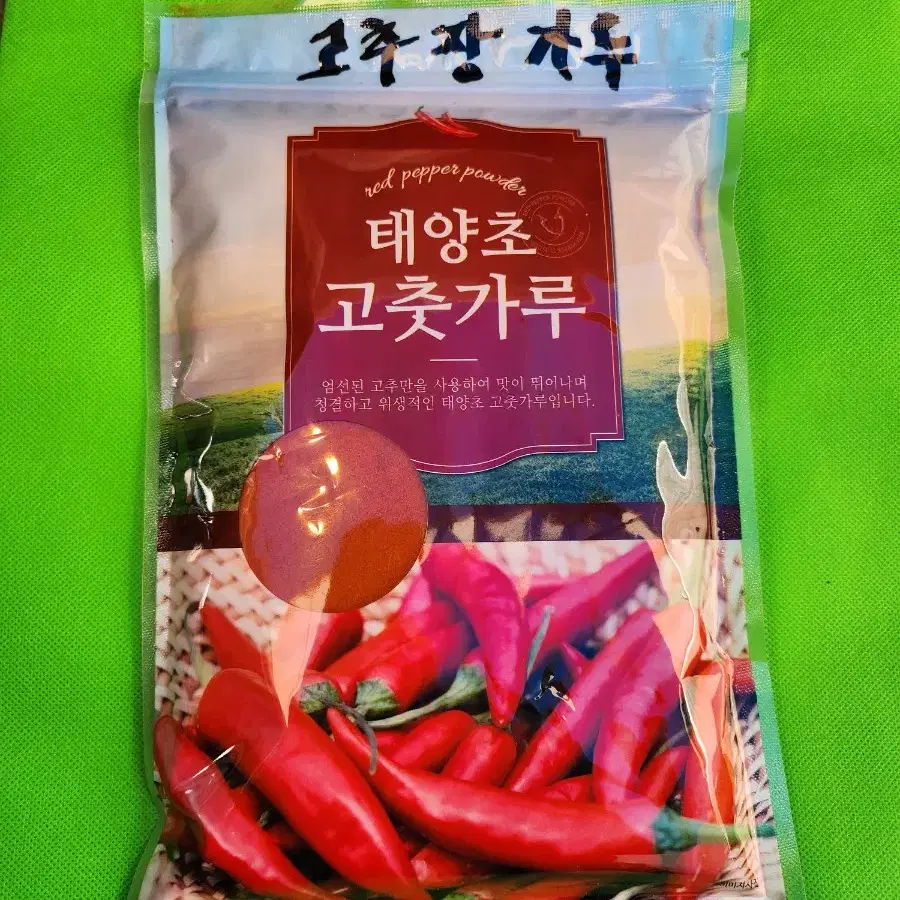 고추장 가루
red pepper powder
태양초
고춧가루
엄선된 고추만을 사용하여 맛이 뛰어나며
청결하고 위생적인 태양초 고춧가루입니다.